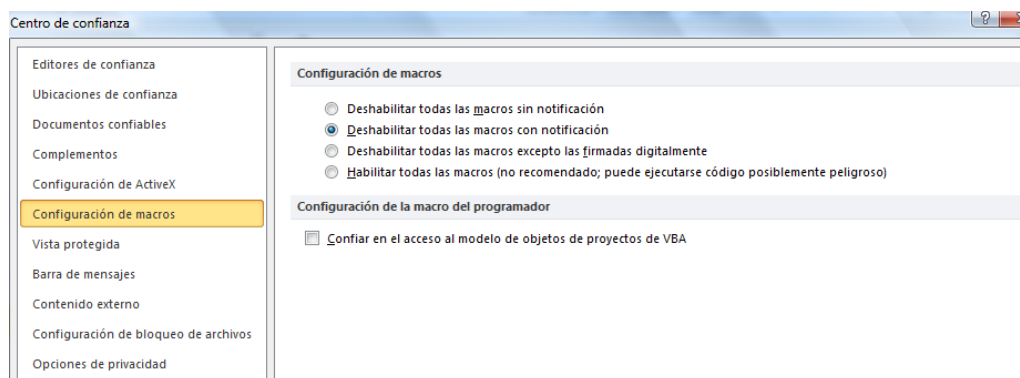 Centro de confianza
Editores de confianza
Ubicaciones de confianza
Documentos confiables
Complementos
Configuración de ActiveX
Configuración de macros
Vista protegida
Barra de mensajes
Contenido externo
Configuración de bloqueo de archivos
Opciones de privacidad
Configuración de macros
Deshabilitar todas las macros sin notificación
Deshabilitar todas las macros con notificación
Deshabilitar todas las macros excepto las firmadas digitalmente
Habilitar todas las macros (no recomendado; puede ejecutarse código posiblemente peligroso)
Configuración de la macro del programador
Confiar en el acceso al modelo de objetos de proyectos de VBA